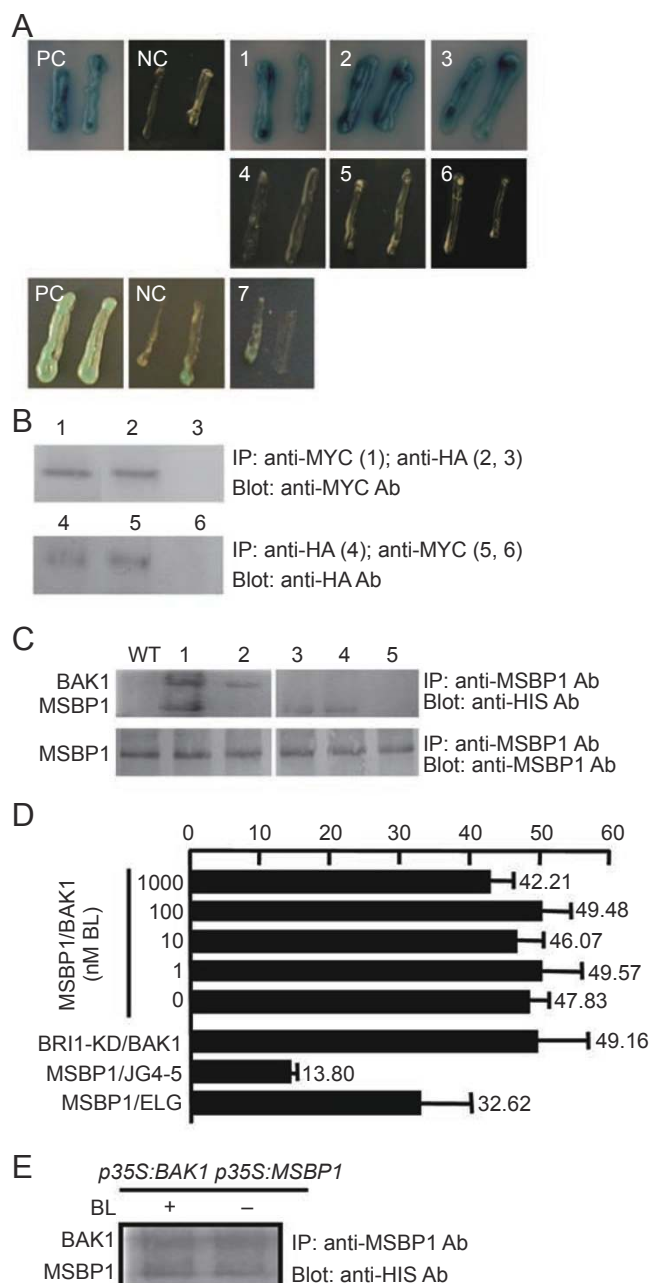 A
PC NC 1 2 3
4 5 6
PC NC 7
B
1 2 3
IP: anti-MYC (1); anti-HA (2, 3)
Blot: anti-MYC Ab
4 5 6
IP: anti-HA (4); anti-MYC (5, 6)
Blot: anti-HA Ab
C
WT 1 2 3 4 5
BAK1 IP: anti-MSBP1 Ab
MSBP1 Blot: anti-HIS Ab
MSBP1 IP: anti-MSBP1 Ab
Blot: anti-MSBP1 Ab
D
0 10 20 30 40 50 60
MSBP1/BAK1
(nM BL)
1000 42.21
100 49.48
10 46.07
1 49.57
0 47.83
BRI1-KD/BAK1 49.16
MSBP1/JG4-5 13.80
MSBP1/ELG 32.62
E
p35S:BAK1 p35S:MSBP1
BL + –
BAK1 IP: anti-MSBP1 Ab
MSBP1 Blot: anti-HIS Ab